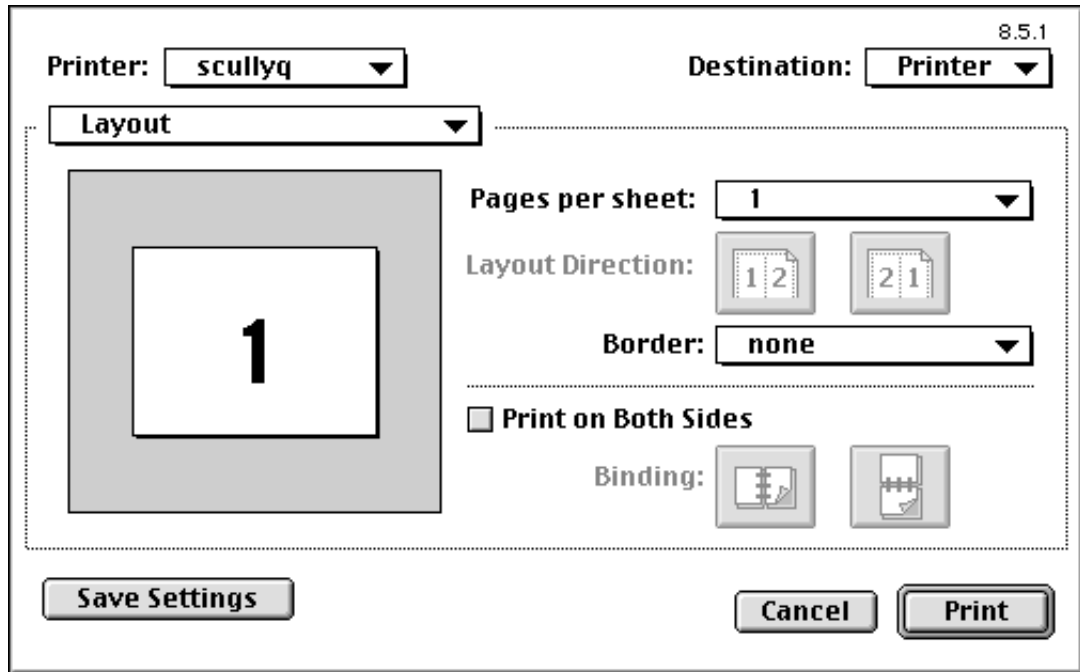 8.5.1
Printer: scullyq Destination: Printer
Layout
Pages per sheet: 1
Layout Direction: 1 2 2 1
1
Border: none
Print on Both Sides
Binding:
Save Settings Cancel Print